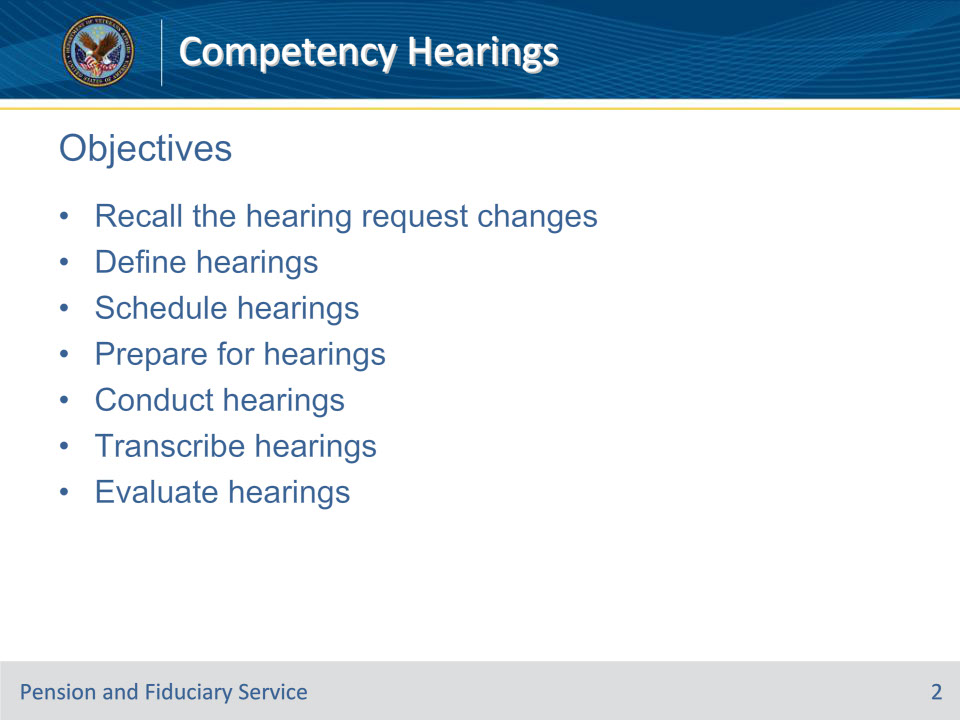 Competency Hearings
Objectives
• Recall the hearing request changes
• Define hearings
• Schedule hearings
• Prepare for hearings
• Conduct hearings
• Transcribe hearings
• Evaluate hearings
Pension and Fiduciary Service
2